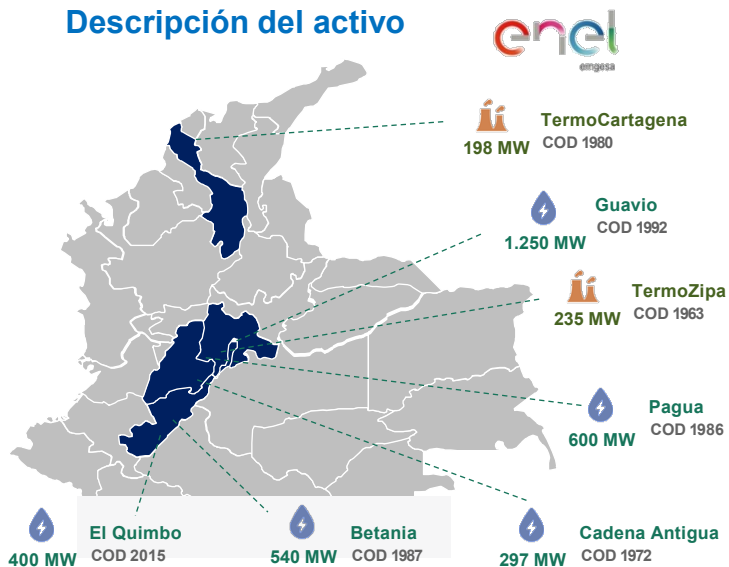 Descripción del activo
enel
emgesa
TermoCartagena
198 MW
COD 1980
Guavio
COD 1992
1.250 MW
TermoZipa
COD 1963
235 MW
Pagua
COD 1986
600 MW
El Quimbo
COD 2015
400 MW
Betania
COD 1987
540 MW
Cadena Antigua
COD 1972
297 MW